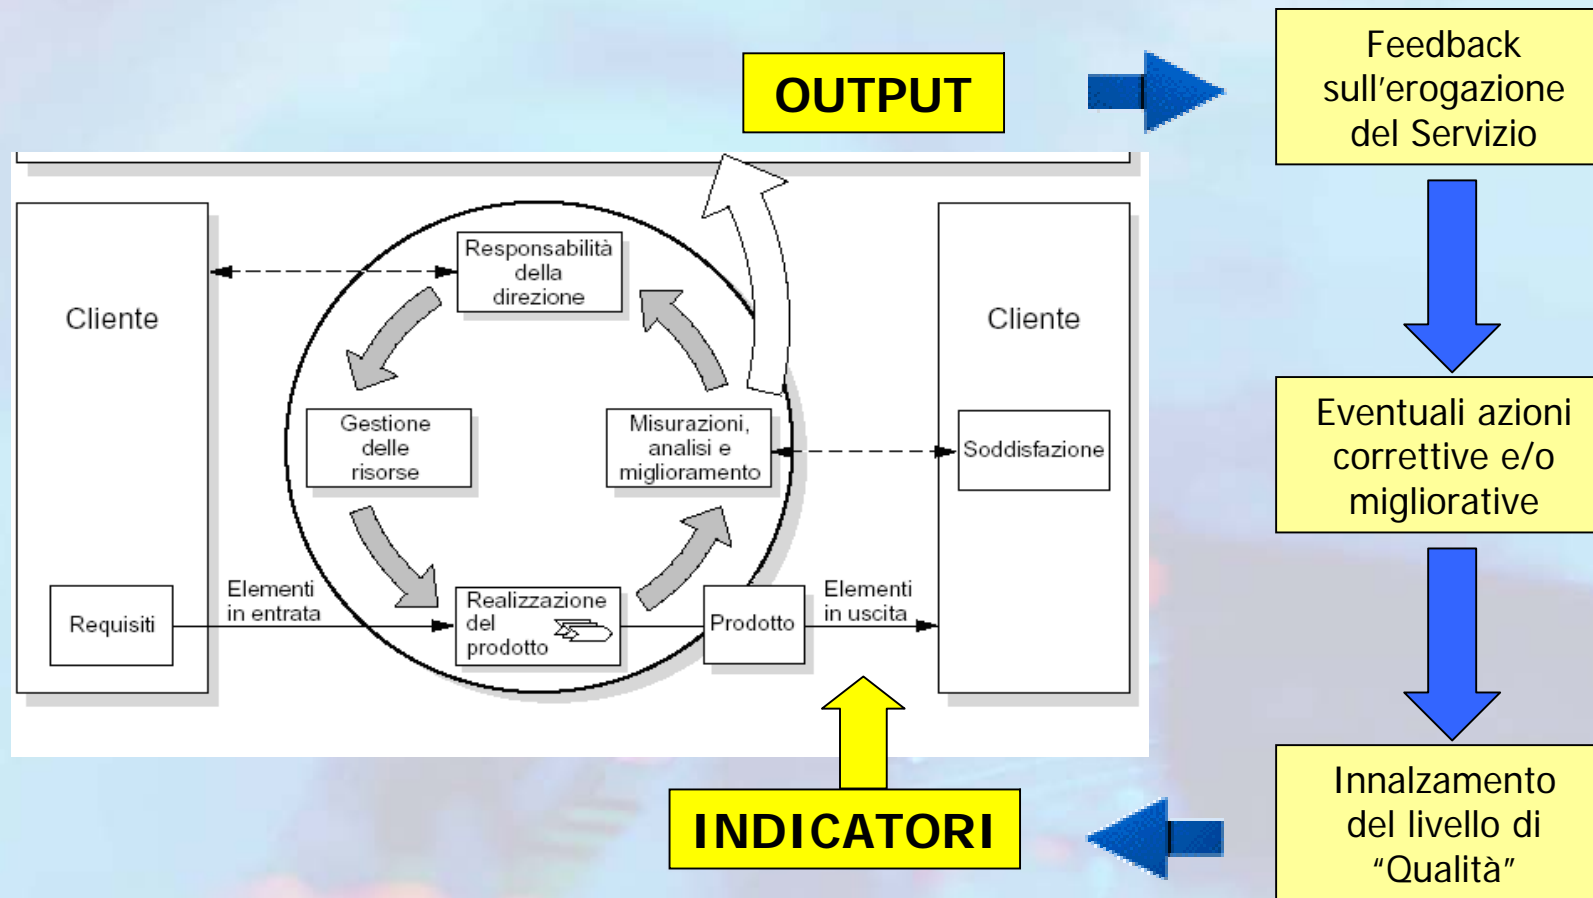 OUTPUT
Feedback
sull'erogazione
del Servizio
Cliente
Responsabilità
della
direzione
Cliente
Gestione
delle
risorse
Misurazioni,
analisi e
miglioramento
Soddisfazione
Eventuali azioni
correttive e/o
migliorative
Requisiti
Elementi
in entrata
Realizzazione
del
prodotto
Prodotto
Elementi
in uscita
INDICATORI
Innalzamento
del livello di
“Qualità”